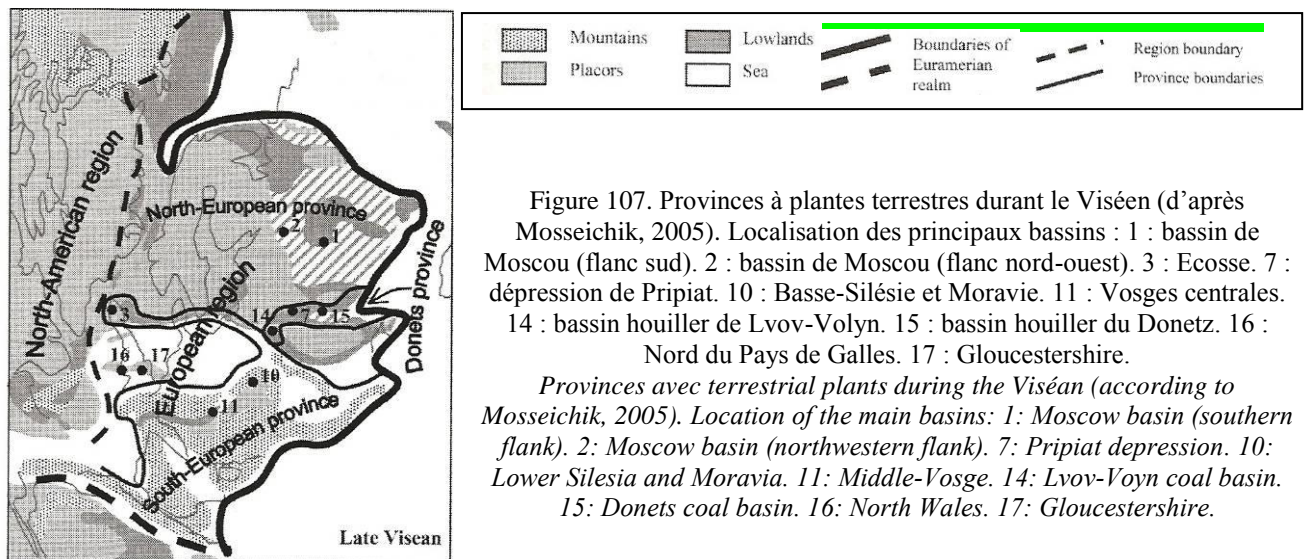 Mountains
Placors
Lowlands
Sea
Boundaries of
Euramerian
realm
Region boundary
Province boundaries
North-American region
North-European province
European region
South-European province
Donets province
2
1
3
14
7
15
16
17
10
11
Late Visean
Figure 107. Provinces à plantes terrestres durant le Viséen (d’après
Mosseichik, 2005). Localisation des principaux bassins : 1 : bassin de
Moscou (flanc sud). 2 : bassin de Moscou (flanc nord-ouest). 3 : Ecosse. 7 :
dépression de Pripiat. 10 : Basse-Silésie et Moravie. 11 : Vosges centrales.
14 : bassin houiller de Lvov-Volyn. 15 : bassin houiller du Donetz. 16 :
Nord du Pays de Galles. 17 : Gloucestershire.
Provinces avec terrestrial plants during the Viséan (according to
Mosseichik, 2005). Location of the main basins: 1: Moscow basin (southern
flank). 2: Moscow basin (northwestern flank). 7: Pripiat depression. 10:
Lower Silesia and Moravia. 11: Middle-Vosge. 14: Lvov-Voyn coal basin.
15: Donets coal basin. 16: North Wales. 17: Gloucestershire.